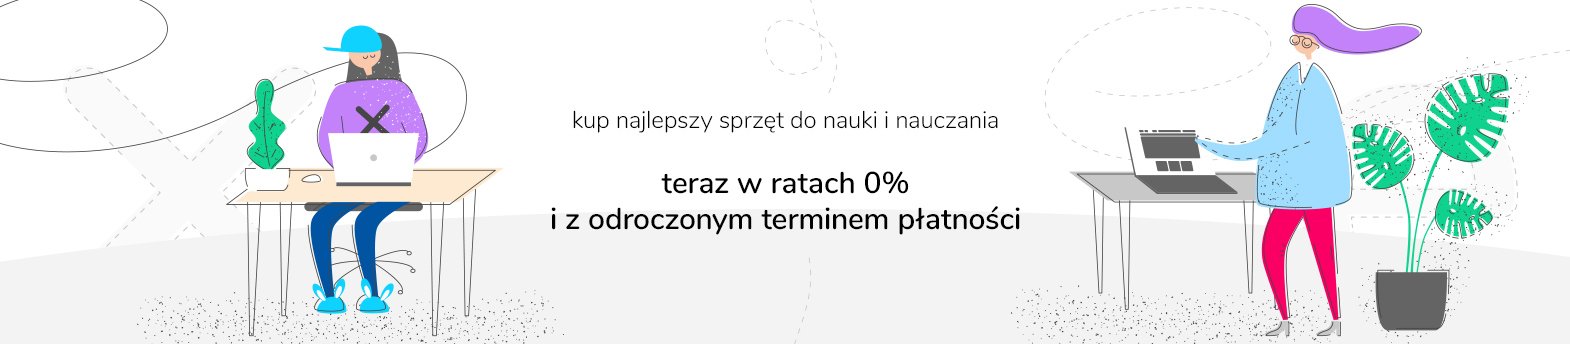 kup najlepszy sprzęt do nauki i nauczania
teraz w ratach 0%
i z odroczonym terminem płatności